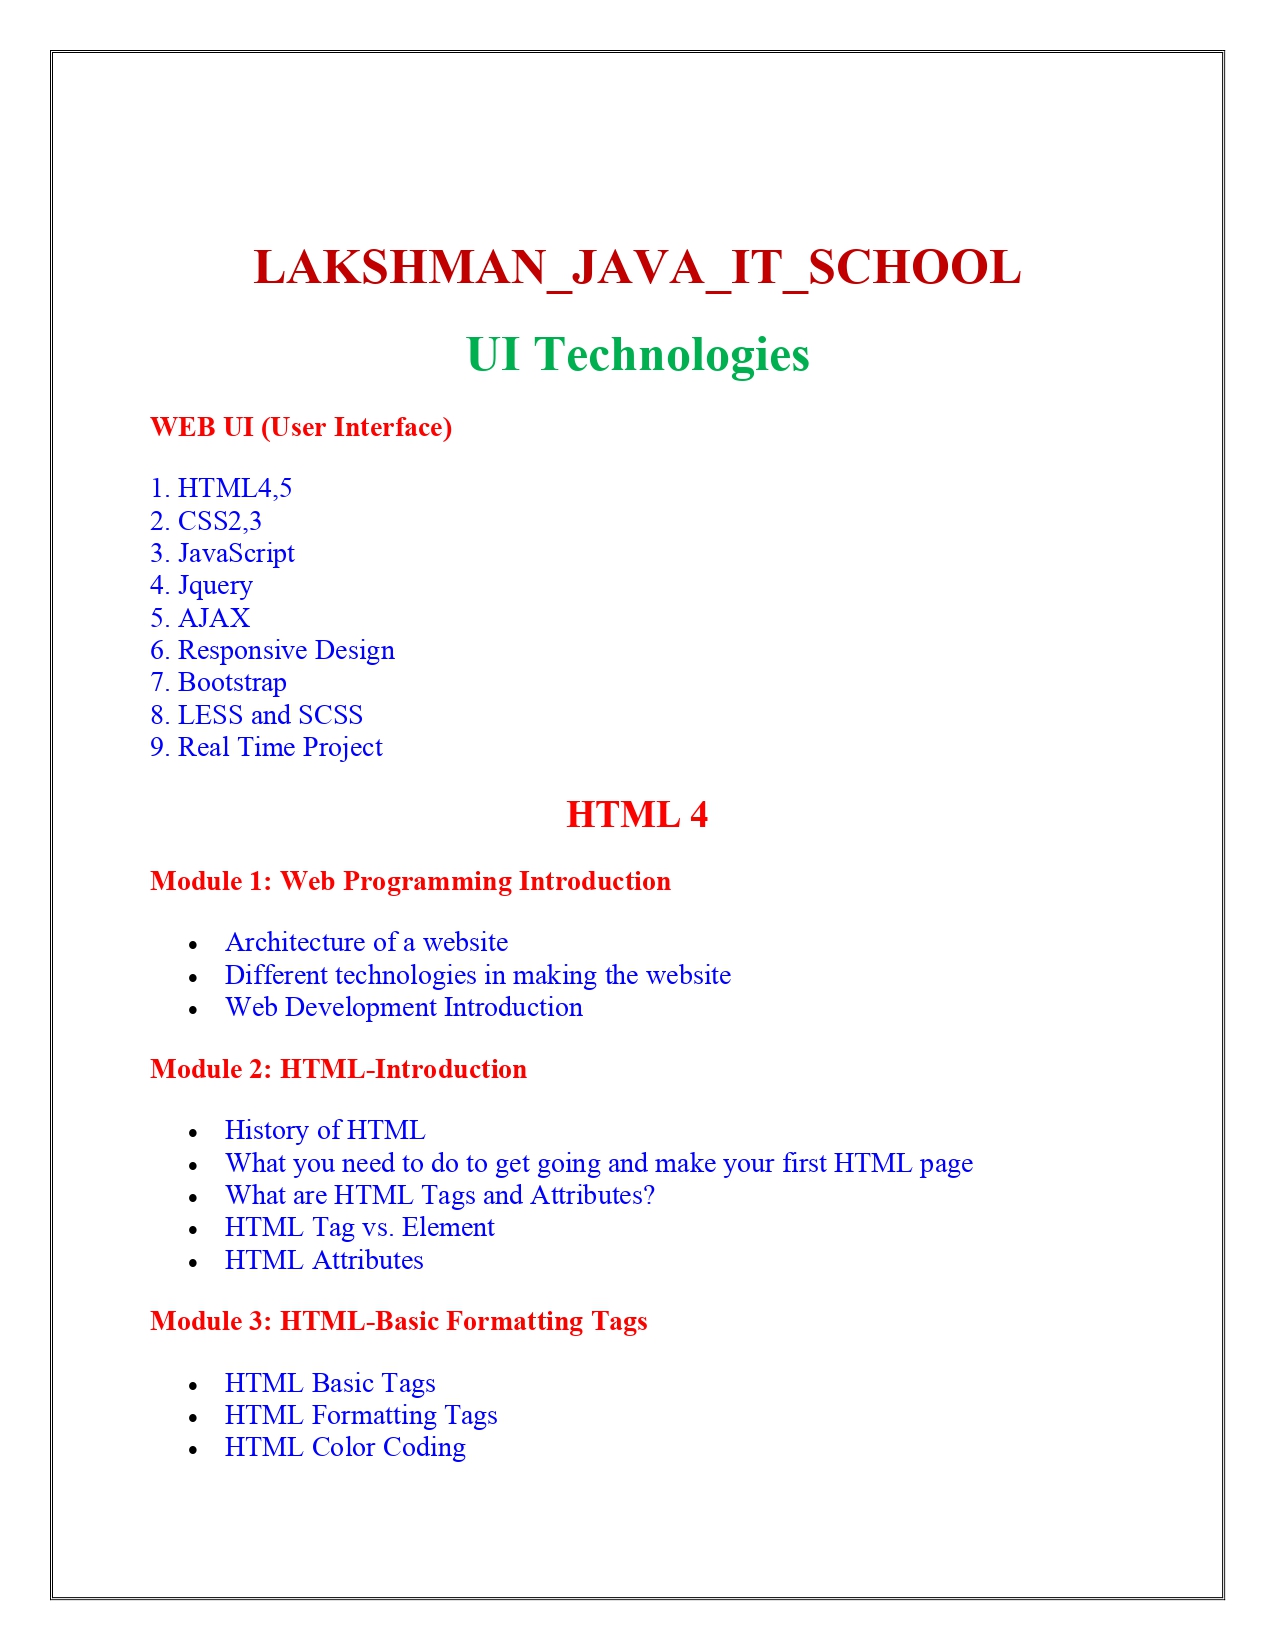 LAKSHMAN_JAVA_IT_SCHOOL
UI Technologies
WEB UI (User Interface)
1. HTML4,5
2. CSS2,3
3. JavaScript
4. Jquery
5. AJAX
6. Responsive Design
7. Bootstrap
8. LESS and SCSS
9. Real Time Project
HTML 4
Module 1: Web Programming Introduction
• Architecture of a website
• Different technologies in making the website
• Web Development Introduction
Module 2: HTML-Introduction
• History of HTML
• What you need to do to get going and make your first HTML page
• What are HTML Tags and Attributes?
• HTML Tag vs. Element
• HTML Attributes
Module 3: HTML-Basic Formatting Tags
• HTML Basic Tags
• HTML Formatting Tags
• HTML Color Coding